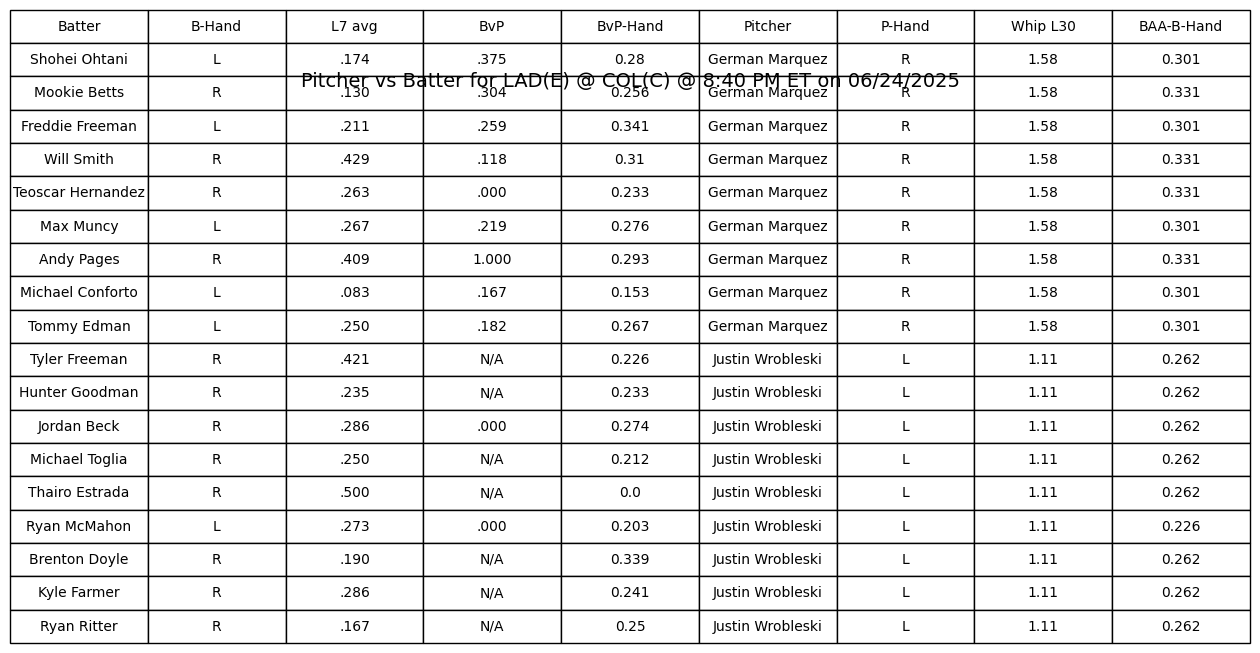 Batter B-Hand L7 avg BvP BvP-Hand Pitcher P-Hand Whip L30 BAA-B-Hand
Shohei Ohtani L .174 .375 0.28 German Marquez R 1.58 0.301
Pitcher vs Batter for LAD(E) @ COL(C) @ 8:40 PM ET on 06/24/2025
Mookie Betts R .130 .304 0.256 German Marquez R 1.58 0.331
Freddie Freeman L .211 .259 0.341 German Marquez R 1.58 0.301
Will Smith R .429 .118 0.31 German Marquez R 1.58 0.331
Teoscar Hernandez R .263 .000 0.233 German Marquez R 1.58 0.331
Max Muncy L .267 .219 0.276 German Marquez R 1.58 0.301
Andy Pages R .409 1.000 0.293 German Marquez R 1.58 0.331
Michael Conforto L .083 .167 0.153 German Marquez R 1.58 0.301
Tommy Edman L .250 .182 0.267 German Marquez R 1.58 0.301
Tyler Freeman R .421 N/A 0.226 Justin Wrobleski L 1.11 0.262
Hunter Goodman R .235 N/A 0.233 Justin Wrobleski L 1.11 0.262
Jordan Beck R .286 .000 0.274 Justin Wrobleski L 1.11 0.262
Michael Toglia R .250 N/A 0.212 Justin Wrobleski L 1.11 0.262
Thairo Estrada R .500 N/A 0.0 Justin Wrobleski L 1.11 0.262
Ryan McMahon L .273 .000 0.203 Justin Wrobleski L 1.11 0.226
Brenton Doyle R .190 N/A 0.339 Justin Wrobleski L 1.11 0.262
Kyle Farmer R .286 N/A 0.241 Justin Wrobleski L 1.11 0.262
Ryan Ritter R .167 N/A 0.25 Justin Wrobleski L 1.11 0.262